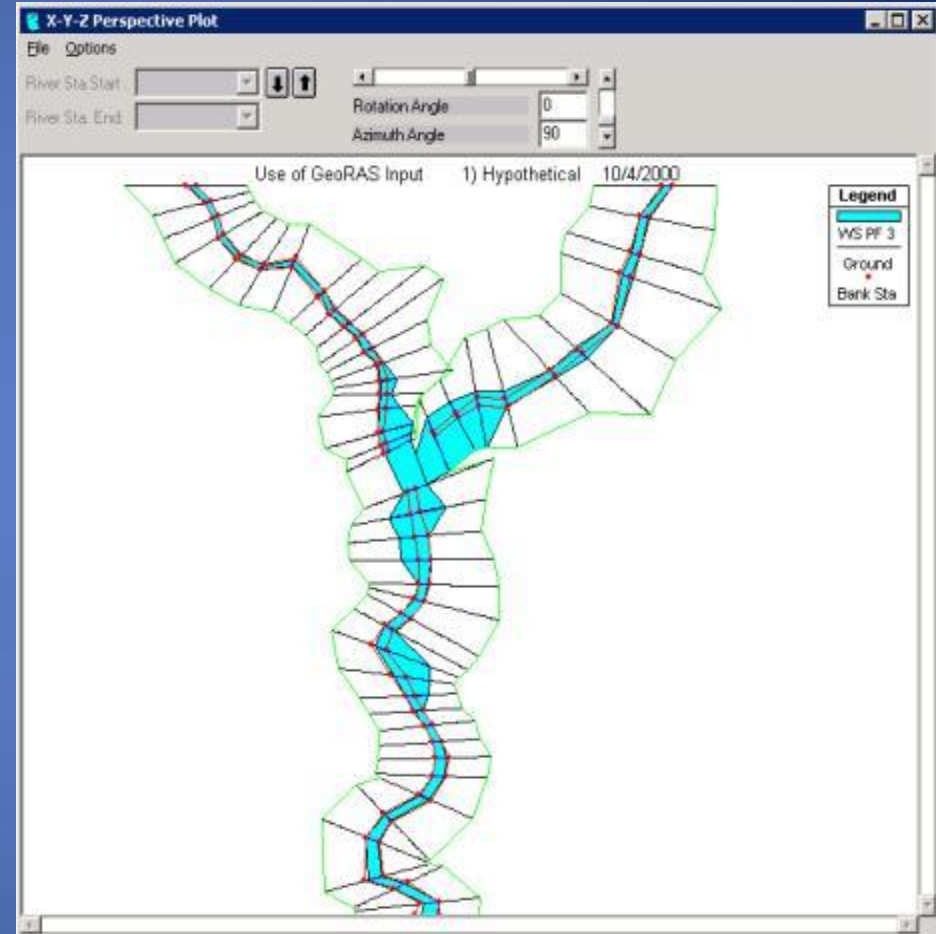 X-Y-Z Perspective Plot
File Options
River Sta.Start:
River Sta. End:
Rotation Angle 0
Azimuth Angle 90
Use of GeoRAS Input 1) Hypothetical 10/4/2000
Legend
WS PF 3
Ground
Bank Sta